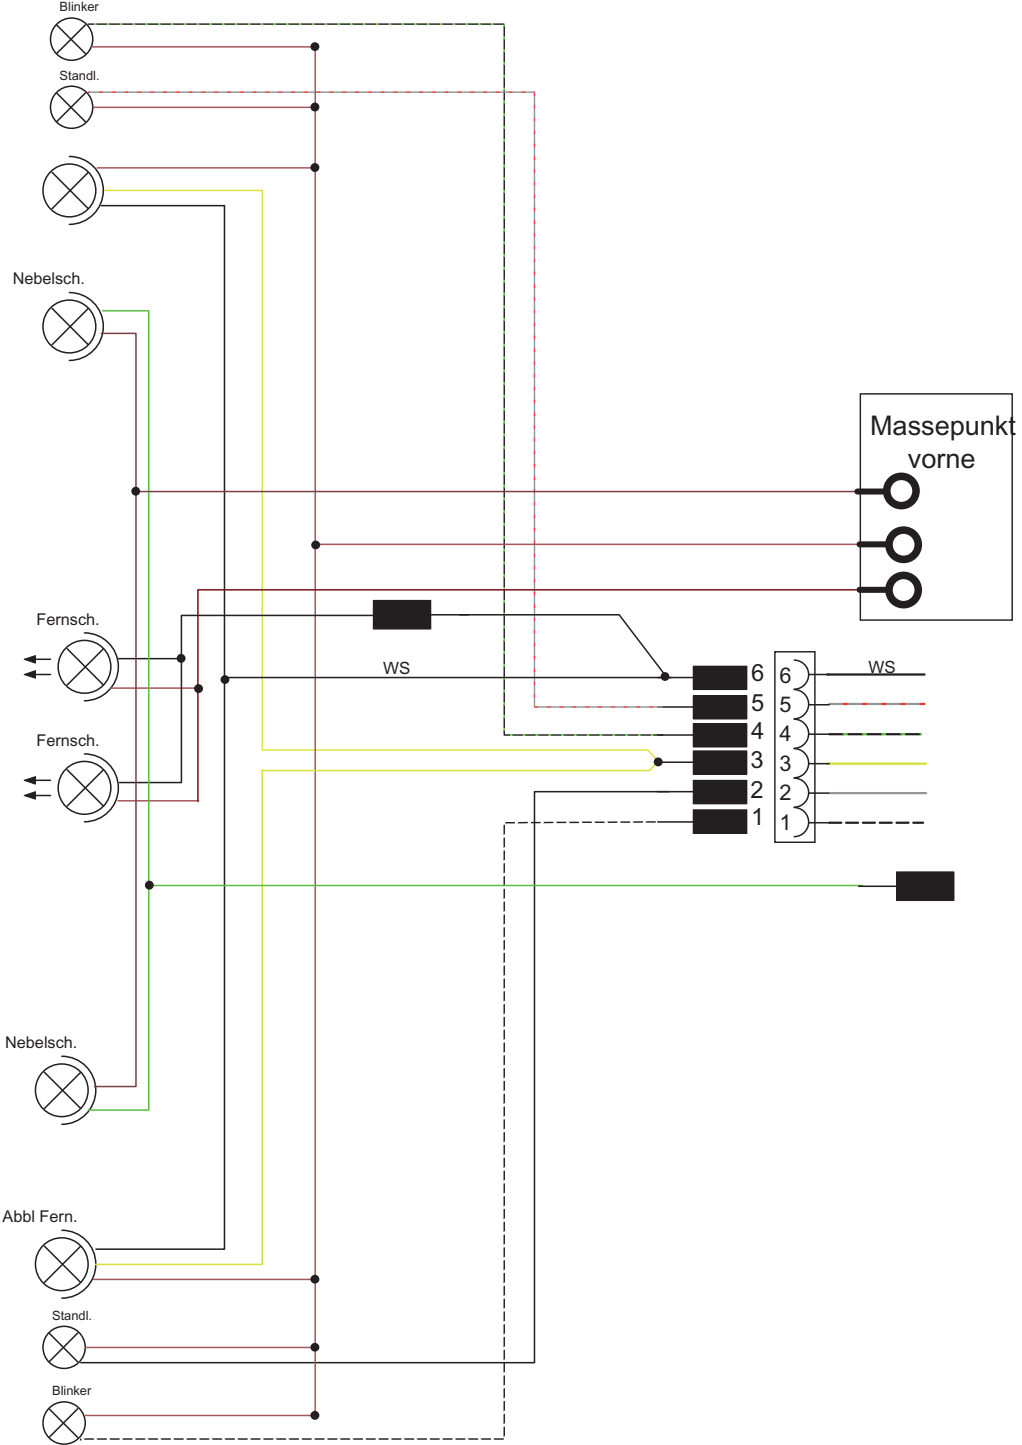 Blinker
Standl.
Nebelsch.
Massepunkt
vorne
Fernsch.
WS
6 6 WS
5 5
Fernsch.
4 4
3 3
2 2
1 1
Nebelsch.
Abbl Fern.
Standl.
Blinker